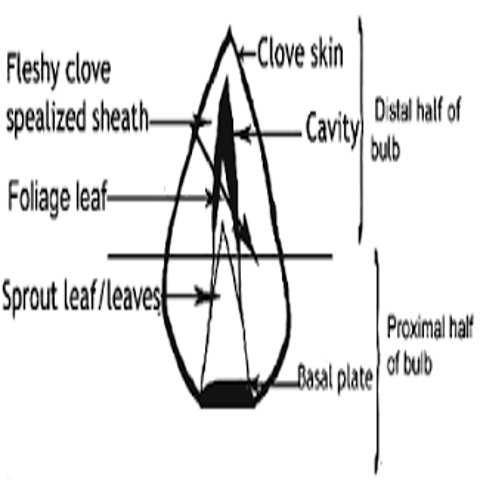 Clove skin
Fleshy clove
spealized sheath
Cavity
Distal half of
bulb
Foliage leaf
Sprout leaf/leaves
Proximal half
of bulb
Basal plate